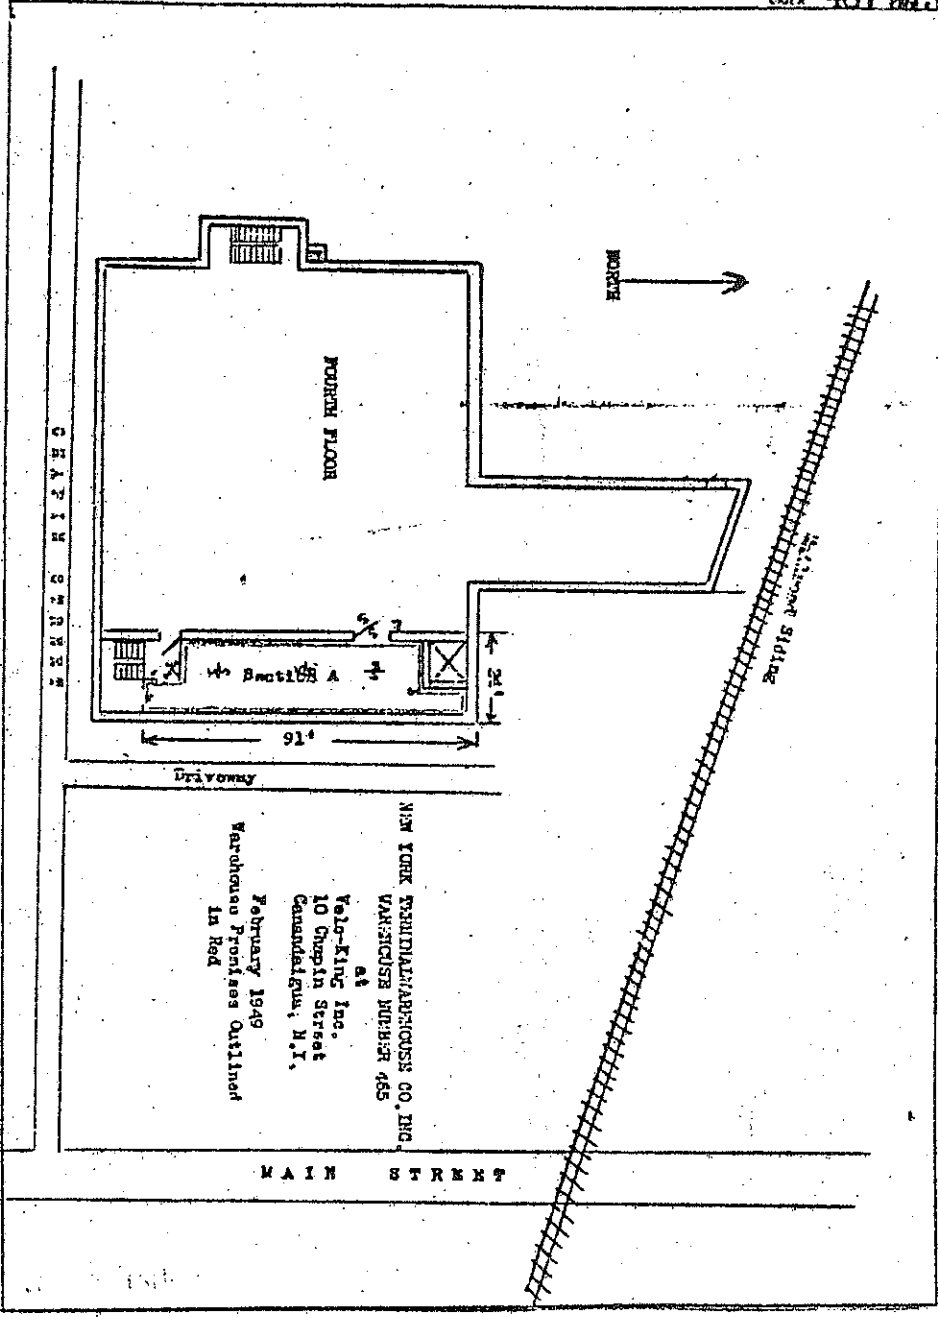 NORTH
FOURTH FLOOR
Siding
Section A
24'
91'
Driveway
CHAPIN STREET
NEW YORK TERMINAL WAREHOUSE CO. INC.
WAREHOUSE NUMBER 465
at
Velo-King Inc.
10 Chapin Street
Canandaigua, N.Y.
February 1949
Warehouse Premises Outlined
in Red
MAIN STREET